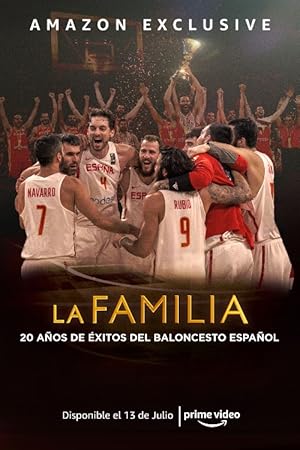 AMAZON EXCLUSIVE
ESPAÑA
4
ESPAÑA
NAVARRO
7
RUBIO
9
LA FAMILIA
20 AÑOS DE ÉXITOS DEL BALONCESTO ESPAÑOL
Disponible el 13 de Julio | prime video